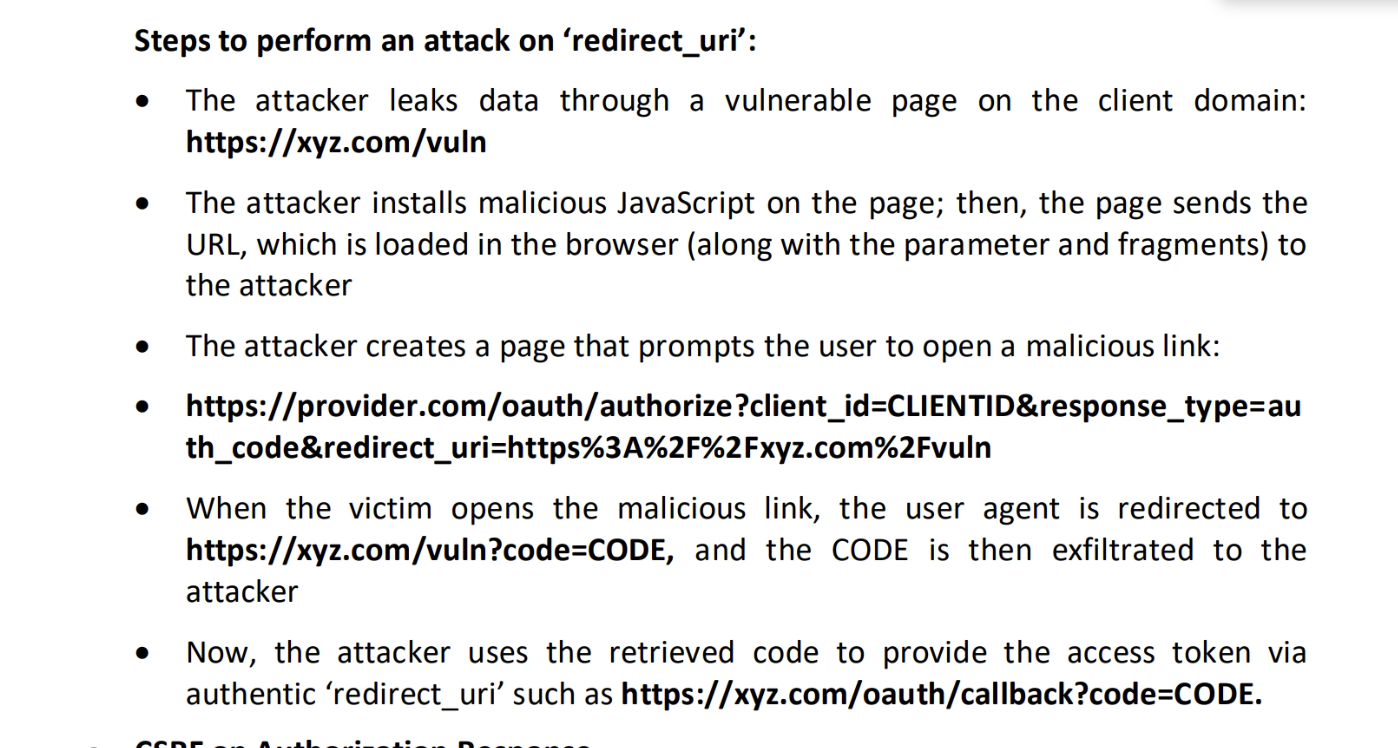 Steps to perform an attack on ‘redirect_uri’:
• The attacker leaks data through a vulnerable page on the client domain:
https://xyz.com/vuln
• The attacker installs malicious JavaScript on the page; then, the page sends the
URL, which is loaded in the browser (along with the parameter and fragments) to
the attacker
• The attacker creates a page that prompts the user to open a malicious link:
• https://provider.com/oauth/authorize?client_id=CLIENTID&response_type=au
th_code&redirect_uri=https%3A%2F%2Fxyz.com%2Fvuln
• When the victim opens the malicious link, the user agent is redirected to
https://xyz.com/vuln?code=CODE, and the CODE is then exfiltrated to the
attacker
• Now, the attacker uses the retrieved code to provide the access token via
authentic ‘redirect_uri’ such as https://xyz.com/oauth/callback?code=CODE.
CSRF on Authorization Response